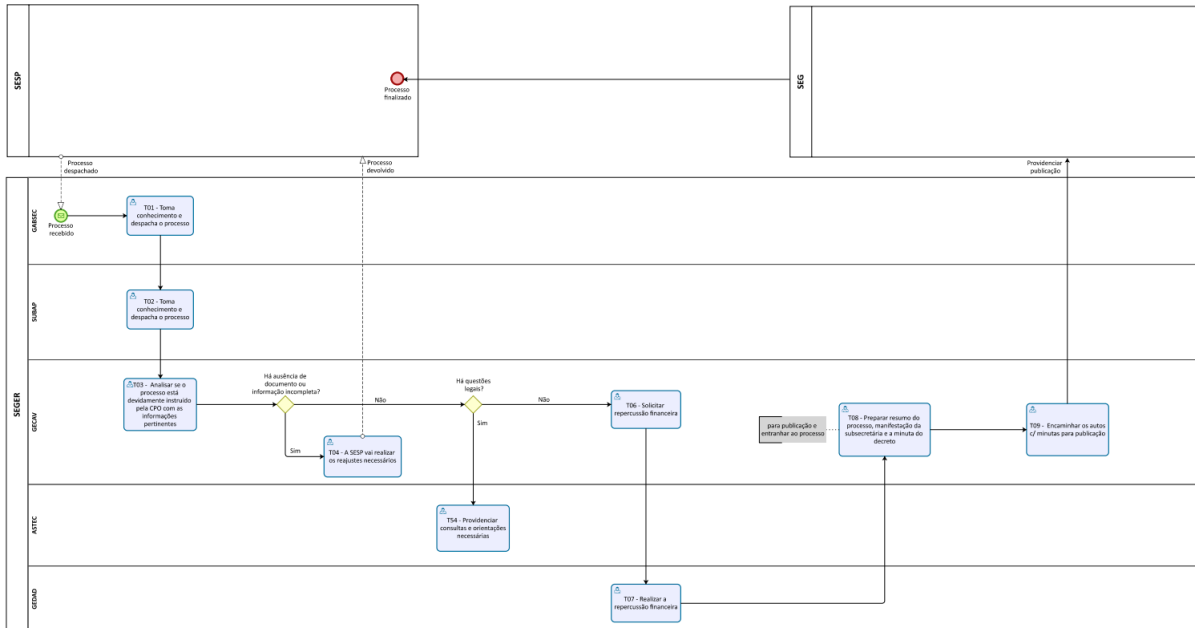 SESP
Processo
finalizado
SEG
Processo
despachado
Processo
devolvido
Providenciar
publicação
SEGER
GABSEC
Processo
recebido
T01 - Toma
conhecimento e
despacha o processo
SUBAP
T02 - Toma
conhecimento e
despacha o processo
GECAV
T03 - Analisar se o
processo está
devidamente instruído
pela CPO com as
informações
pertinentes
Há ausência de
documento ou
informação incompleta?
Não
Sim
T04 - A SESP vai realizar
os reajustes necessários
Há questões
legais?
Não
Sim
T06 - Solicitar
repercussão financeira
para publicação e
entranhar ao processo
T08 - Preparar resumo do
processo, manifestação da
subsecretária e a minuta do
decreto
T09 - Encaminhar os autos
c/ minutas para publicação
ASTEC
T54 - Providenciar
consultas e orientações
necessárias
GEDAD
T07 - Realizar a
repercussão financeira